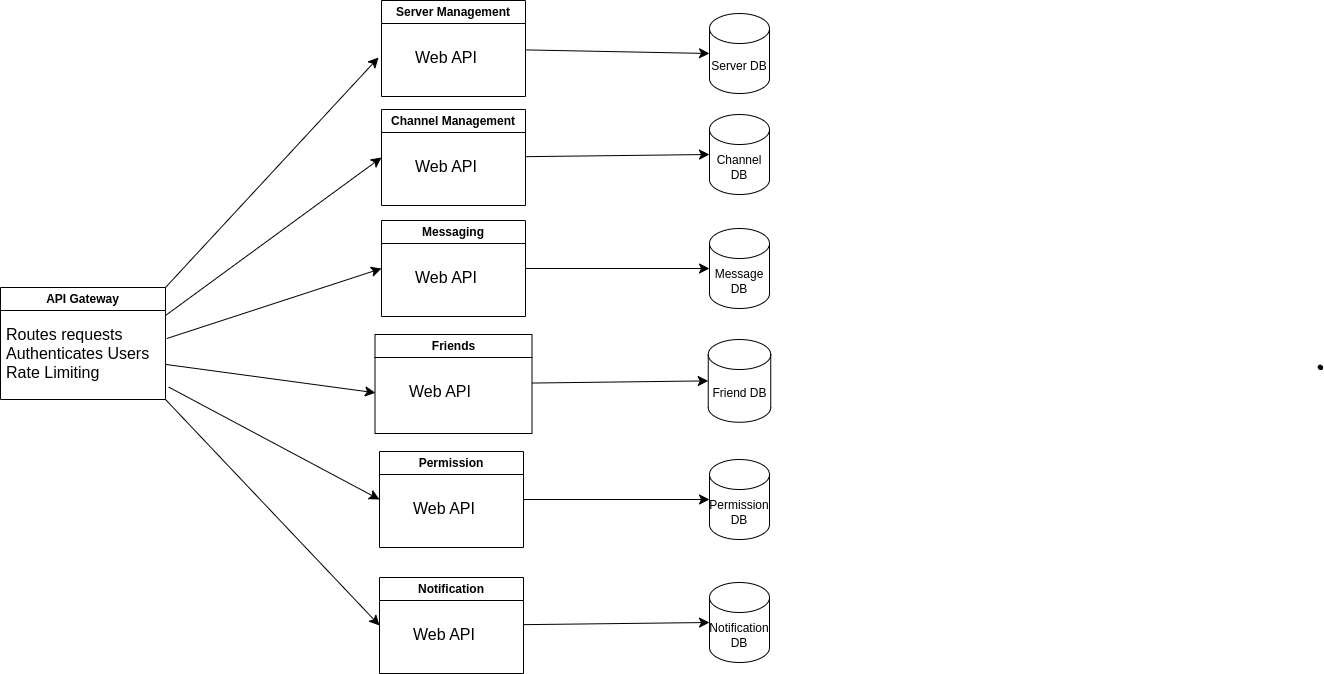 Server Management
Web API
Server DB
Channel Management
Web API
Channel
DB
Messaging
Web API
Message
DB
API Gateway
Routes requests
Authenticates Users
Rate Limiting
Friends
Web API
Friend DB
Permission
Web API
Permission
DB
Notification
Web API
Notification
DB